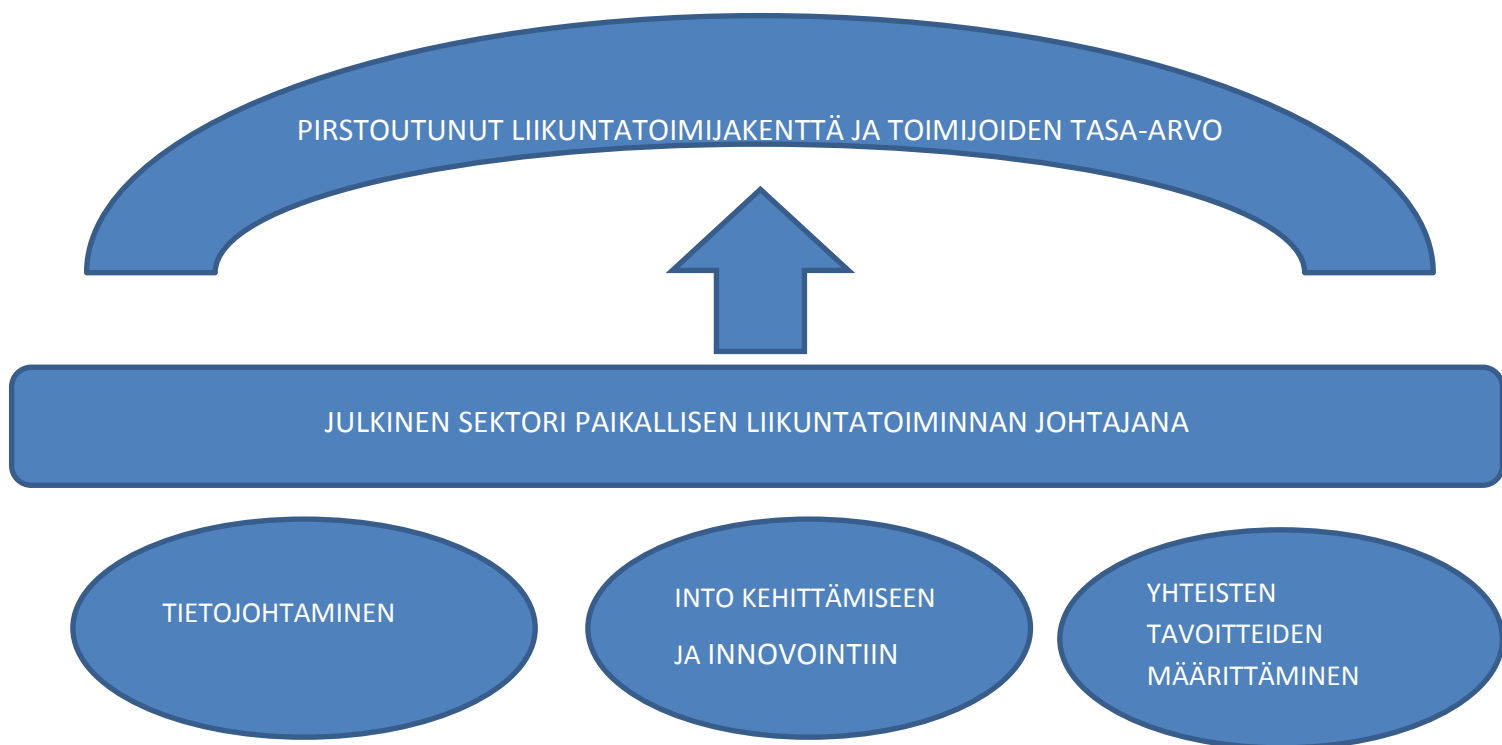 PIRSTOUTUNUT LIIKUNTATOIMIJAKENTTÄ JA TOIMIJOIDEN TASA-ARVO
JULKINEN SEKTORI PAIKALLISEN LIIKUNTATOIMINNAN JOHTAJANA
TIETOJOHTAMINEN
INTO KEHITTÄMISEEN
JA INNOVOINTIIN
YHTEISTEN
TAVOITTEIDEN
MÄÄRITTÄMINEN